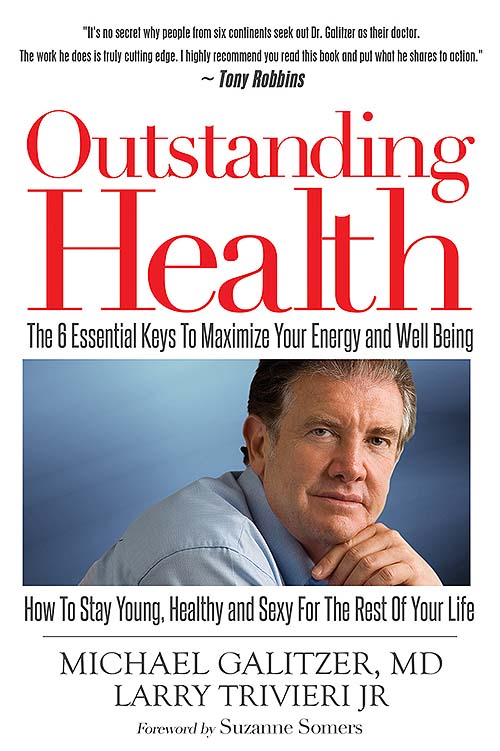 "It's no secret why people from six continents seek out Dr. Galitzer as their doctor.
The work he does is truly cutting edge. I highly recommend you read this book and put what he shares to action."
~ Tony Robbins
Outstanding
Health
The 6 Essential Keys To Maximize Your Energy and Well Being
How To Stay Young, Healthy and Sexy For The Rest Of Your Life
MICHAEL GALITZER, MD
LARRY TRIVIERI JR
Foreword by Suzanne Somers